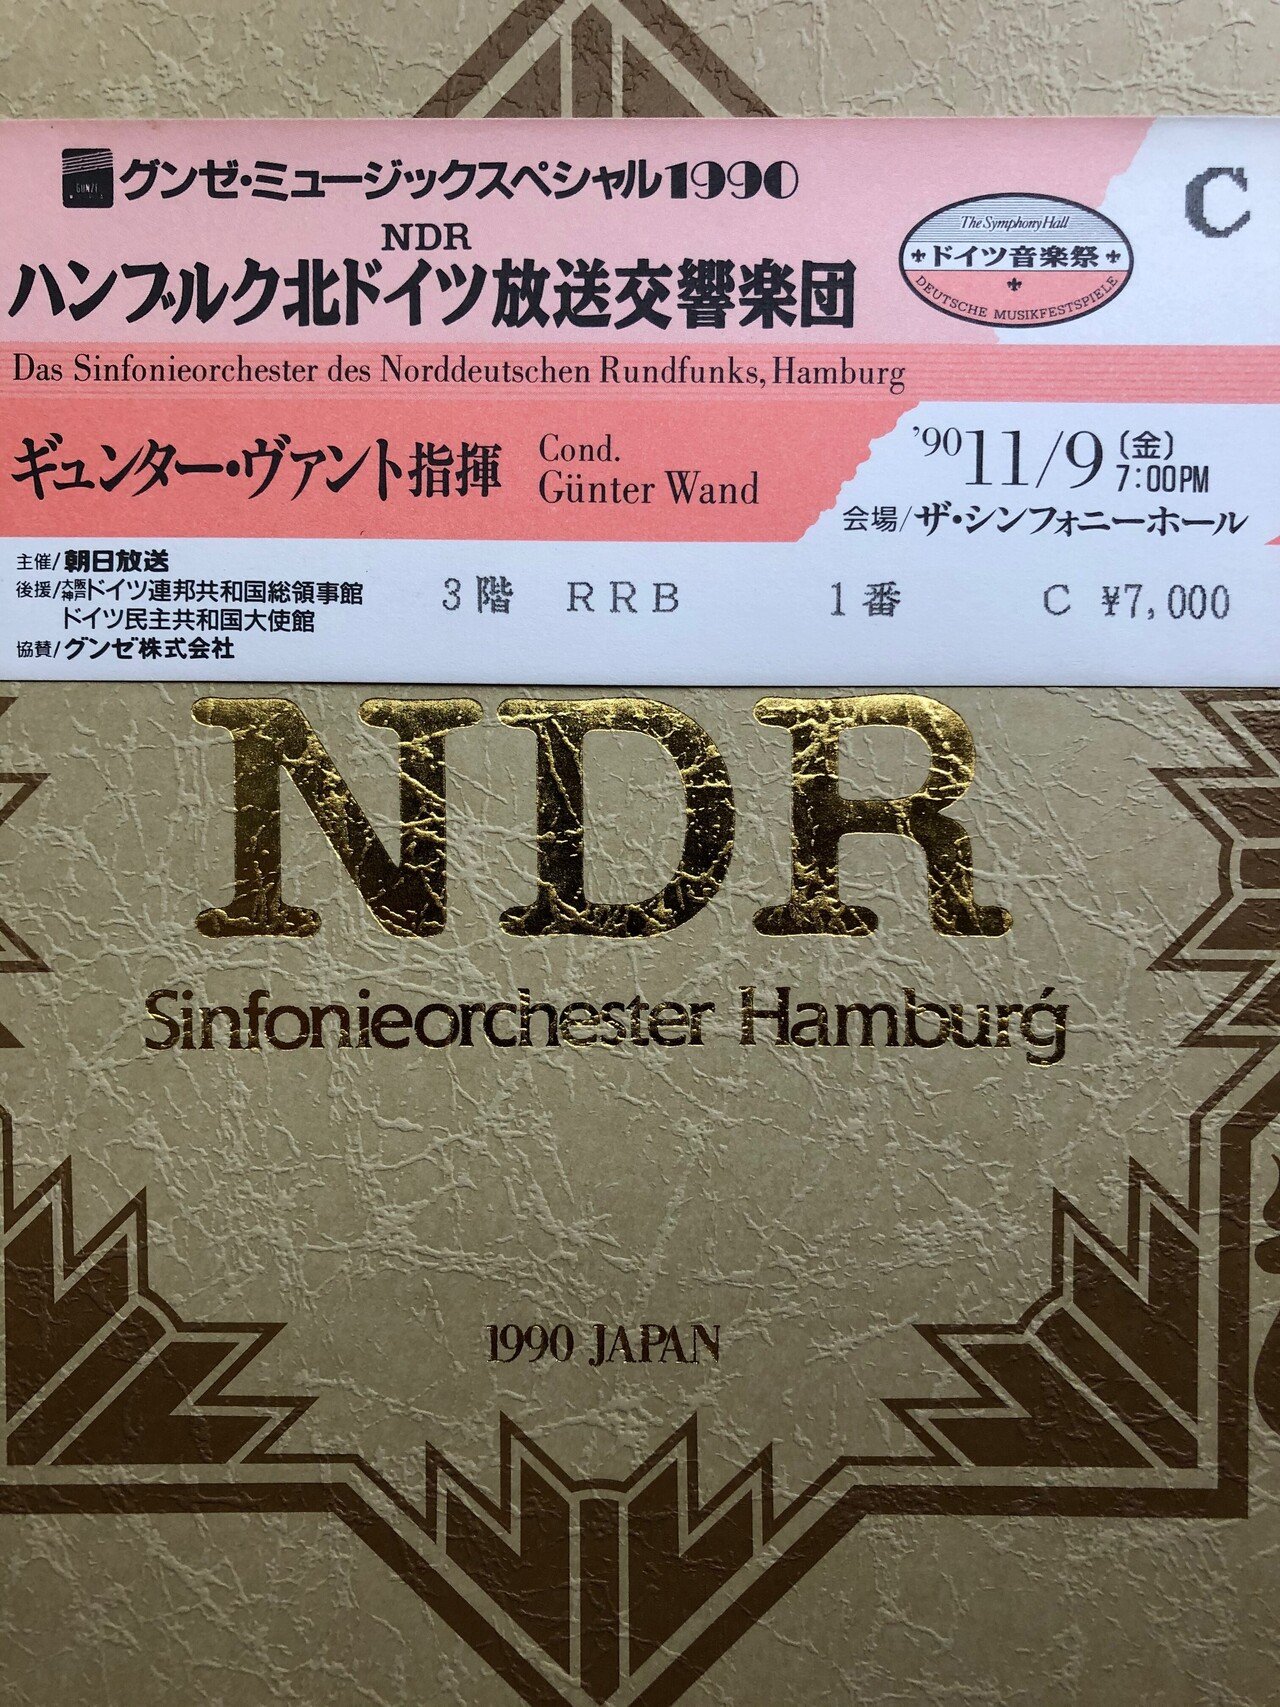 GUNZE
グンゼ・ミュージックスペシャル1990
NDR
ハンブルク北ドイツ放送交響楽団
Das Sinfonieorchester des Norddeutschen Rundfunks, Hamburg
The Symphony Hall
ドイツ音楽祭
DEUTSCHE MUSIKFESTSPIELE
C
ギュンター・ヴァント指揮
Cond.
Günter Wand
'90 11/9(金)
7:00PM
会場/ザ・シンフォニーホール
主催/朝日放送
後援/大阪神戸ドイツ連邦共和国総領事館
ドイツ民主共和国大使館
協賛/グンゼ株式会社
3階 RRB 1番 C ¥7,000
NDR
Sinfonieorchester Hamburg
1990 JAPAN